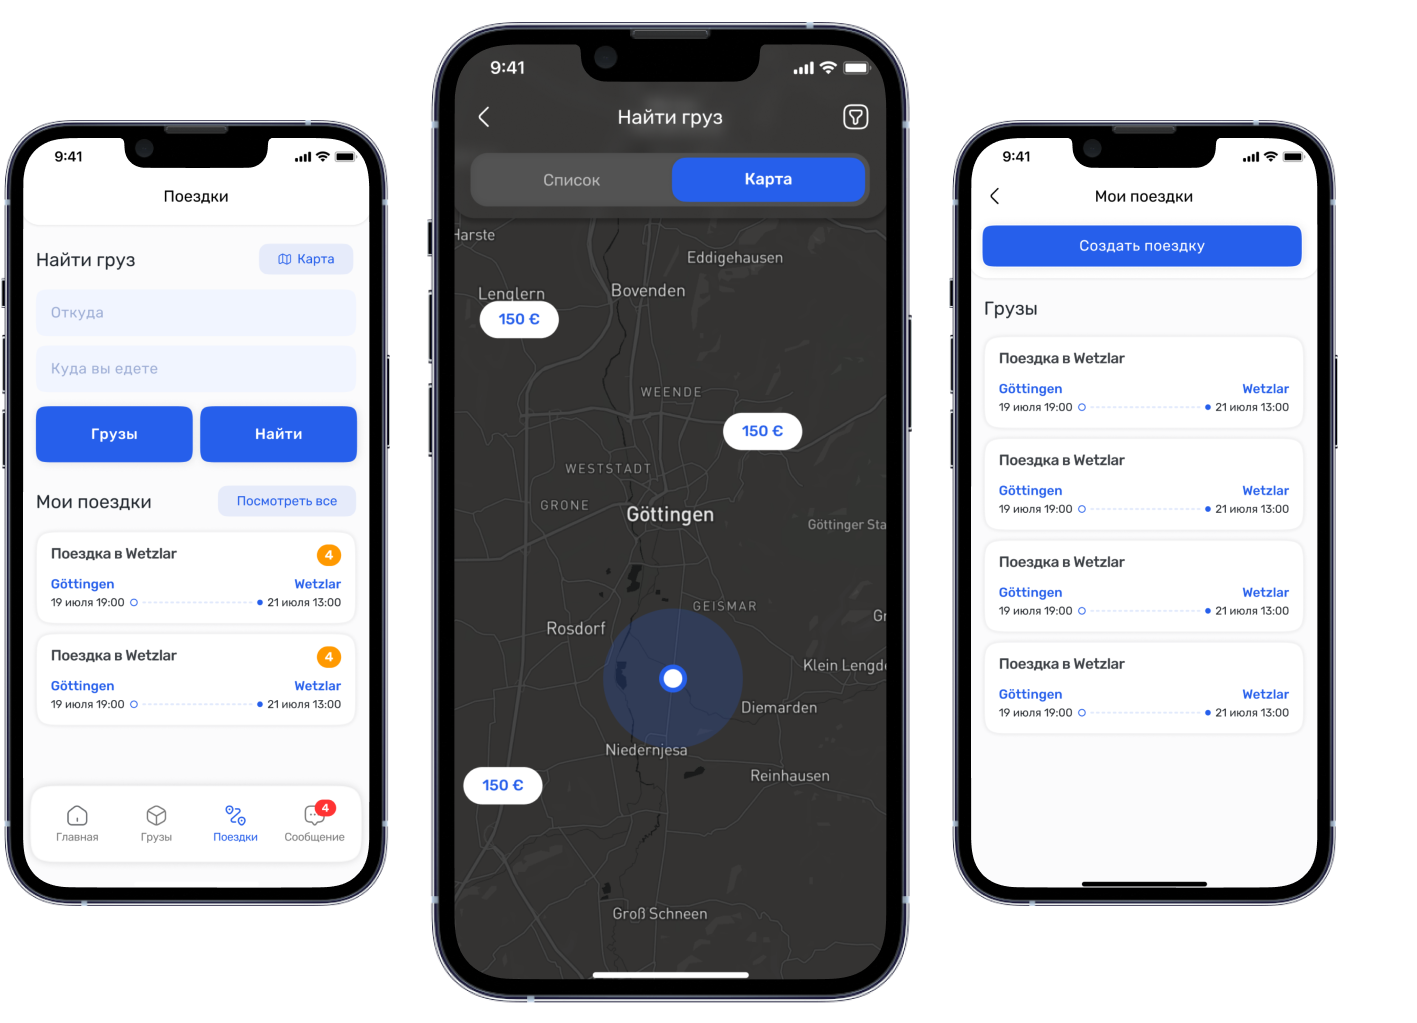 9:41
Поездки
Найти груз
Карта
Откуда
Куда вы едете
Грузы
Найти
Мои поездки
Посмотреть все
Поездка в Wetzlar
4
Göttingen
Wetzlar
19 июля 19:00
21 июля 13:00
Поездка в Wetzlar
4
Göttingen
Wetzlar
19 июля 19:00
21 июля 13:00
4
Главная
Грузы
Поездки
Сообщение
9:41
Найти груз
Список
Карта
Harste
Eddigehausen
Lenglern
Bovenden
150 €
WEENDE
150 €
WESTSTADT
GRONE
Göttingen
Göttinger Sta
GEISMAR
Gr
Rosdorf
Klein Lengde
Diemarden
Niedernjesa
Reinhausen
150 €
Groß Schneen
9:41
Мои поездки
Создать поездку
Грузы
Поездка в Wetzlar
Göttingen
Wetzlar
19 июля 19:00
21 июля 13:00
Поездка в Wetzlar
Göttingen
Wetzlar
19 июля 19:00
21 июля 13:00
Поездка в Wetzlar
Göttingen
Wetzlar
19 июля 19:00
21 июля 13:00
Поездка в Wetzlar
Göttingen
Wetzlar
19 июля 19:00
21 июля 13:00